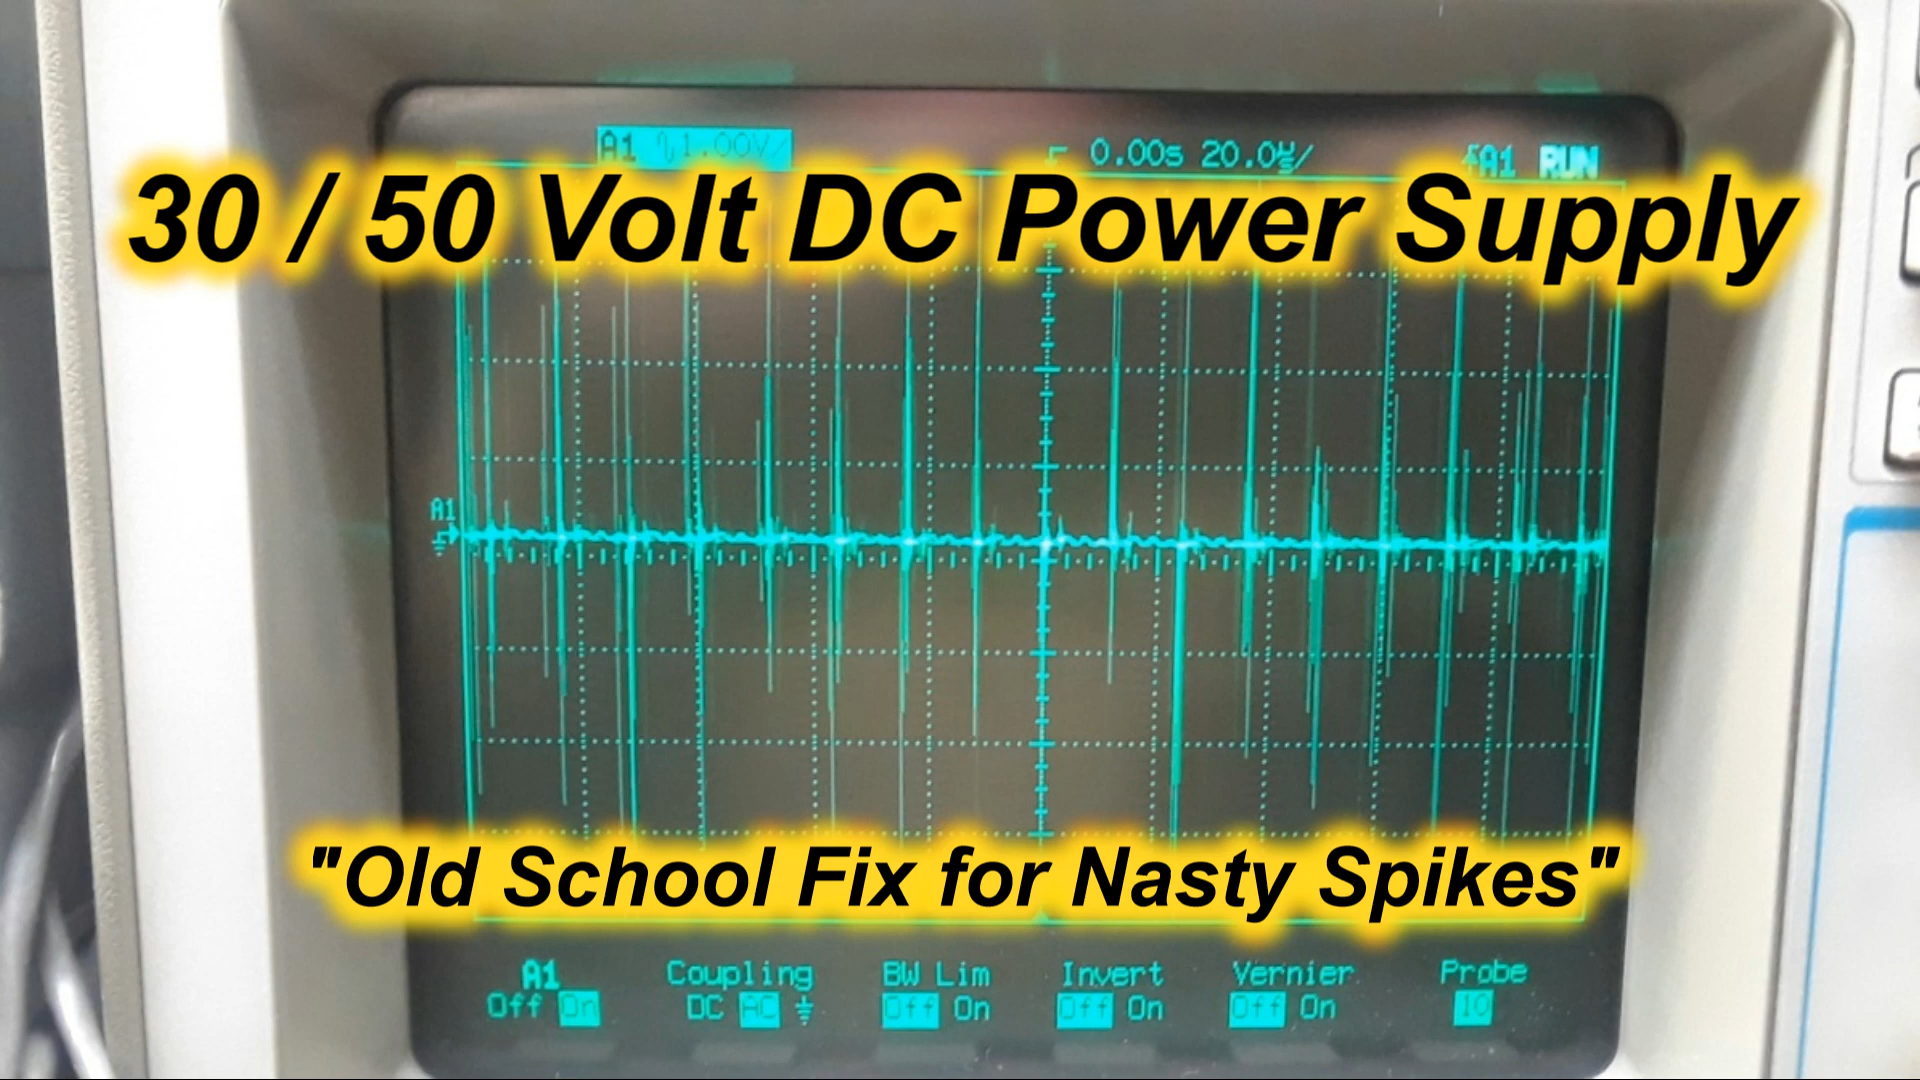 A1 1.00V/ 0.00s 20.0µs/ A1 RUN
30 / 50 Volt DC Power Supply
A1
"Old School Fix for Nasty Spikes"
A1 Coupling BW Lim Invert Vernier Probe
Off On DC AC Off On Off On Off On 10